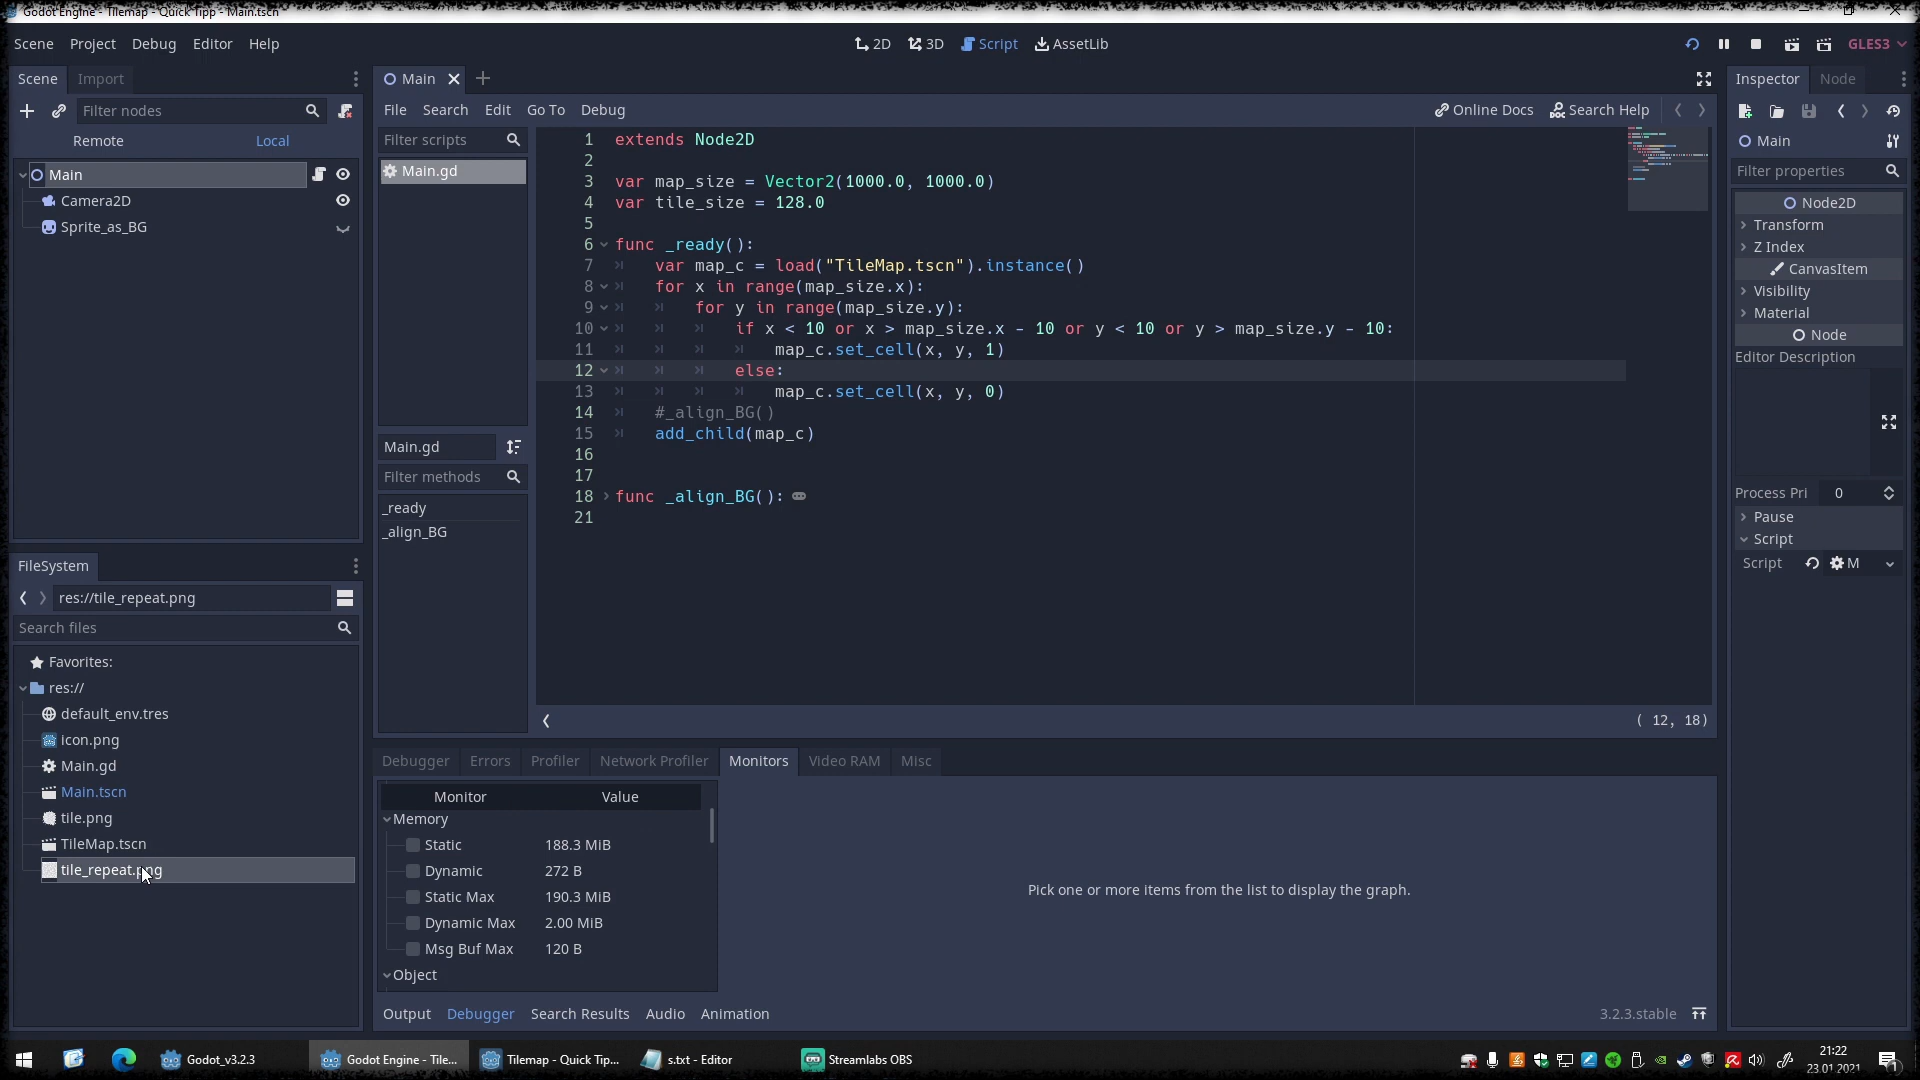 Godot Engine - Tilemap - Quick Tipp - Main.tscn
Scene Project Debug Editor Help
2D 3D Script AssetLib
GLES3
Scene Import
Filter nodes
Remote Local
Main
Camera2D
Sprite_as_BG
FileSystem
res://tile_repeat.png
Search files
Favorites:
res://
default_env.tres
icon.png
Main.gd
Main.tscn
tile.png
TileMap.tscn
tile_repeat.png
Main
File Search Edit Go To Debug
Online Docs Search Help
Filter scripts
Main.gd
Main.gd
Filter methods
_ready
_align_BG
1 extends Node2D
2
3 var map_size = Vector2(1000.0, 1000.0)
4 var tile_size = 128.0
5
6 func _ready():
7 var map_c = load("TileMap.tscn").instance()
8 for x in range(map_size.x):
9 for y in range(map_size.y):
10 if x < 10 or x > map_size.x - 10 or y < 10 or y > map_size.y - 10:
11 map_c.set_cell(x, y, 1)
12 else:
13 map_c.set_cell(x, y, 0)
14 #_align_BG()
15 add_child(map_c)
16
17
18 func _align_BG():
21
( 12, 18)
Debugger Errors Profiler Network Profiler Monitors Video RAM Misc
Monitor Value
Memory
Static 188.3 MiB
Dynamic 272 B
Static Max 190.3 MiB
Dynamic Max 2.00 MiB
Msg Buf Max 120 B
Object
Pick one or more items from the list to display the graph.
Output Debugger Search Results Audio Animation
3.2.3.stable
Inspector Node
Main
Filter properties
Node2D
Transform
Z Index
CanvasItem
Visibility
Material
Node
Editor Description
Process Pri 0
Pause
Script
Script M
Godot_v3.2.3
Godot Engine - Tile...
Tilemap - Quick Tip...
s.txt - Editor
Streamlabs OBS
21:22
23.01.2021
1